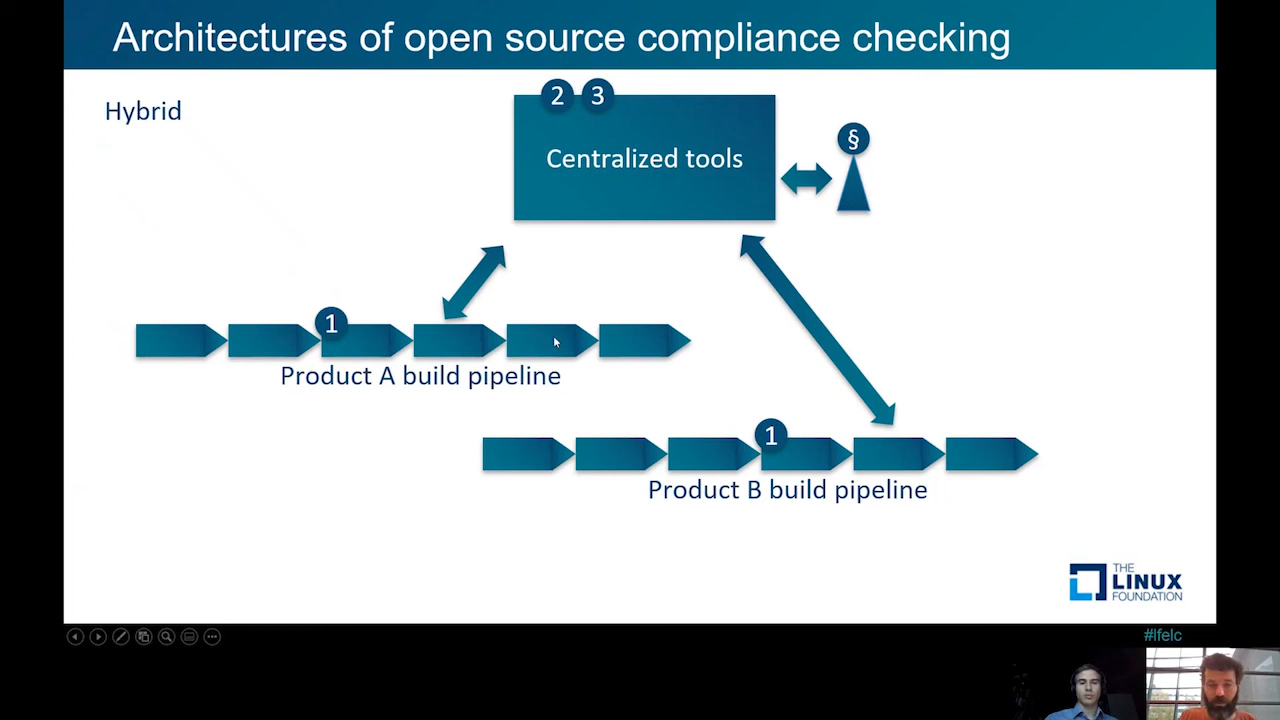 Architectures of open source compliance checking
Hybrid
2 3
Centralized tools
§
1
Product A build pipeline
1
Product B build pipeline
THE
LINUX
FOUNDATION
#lfelc